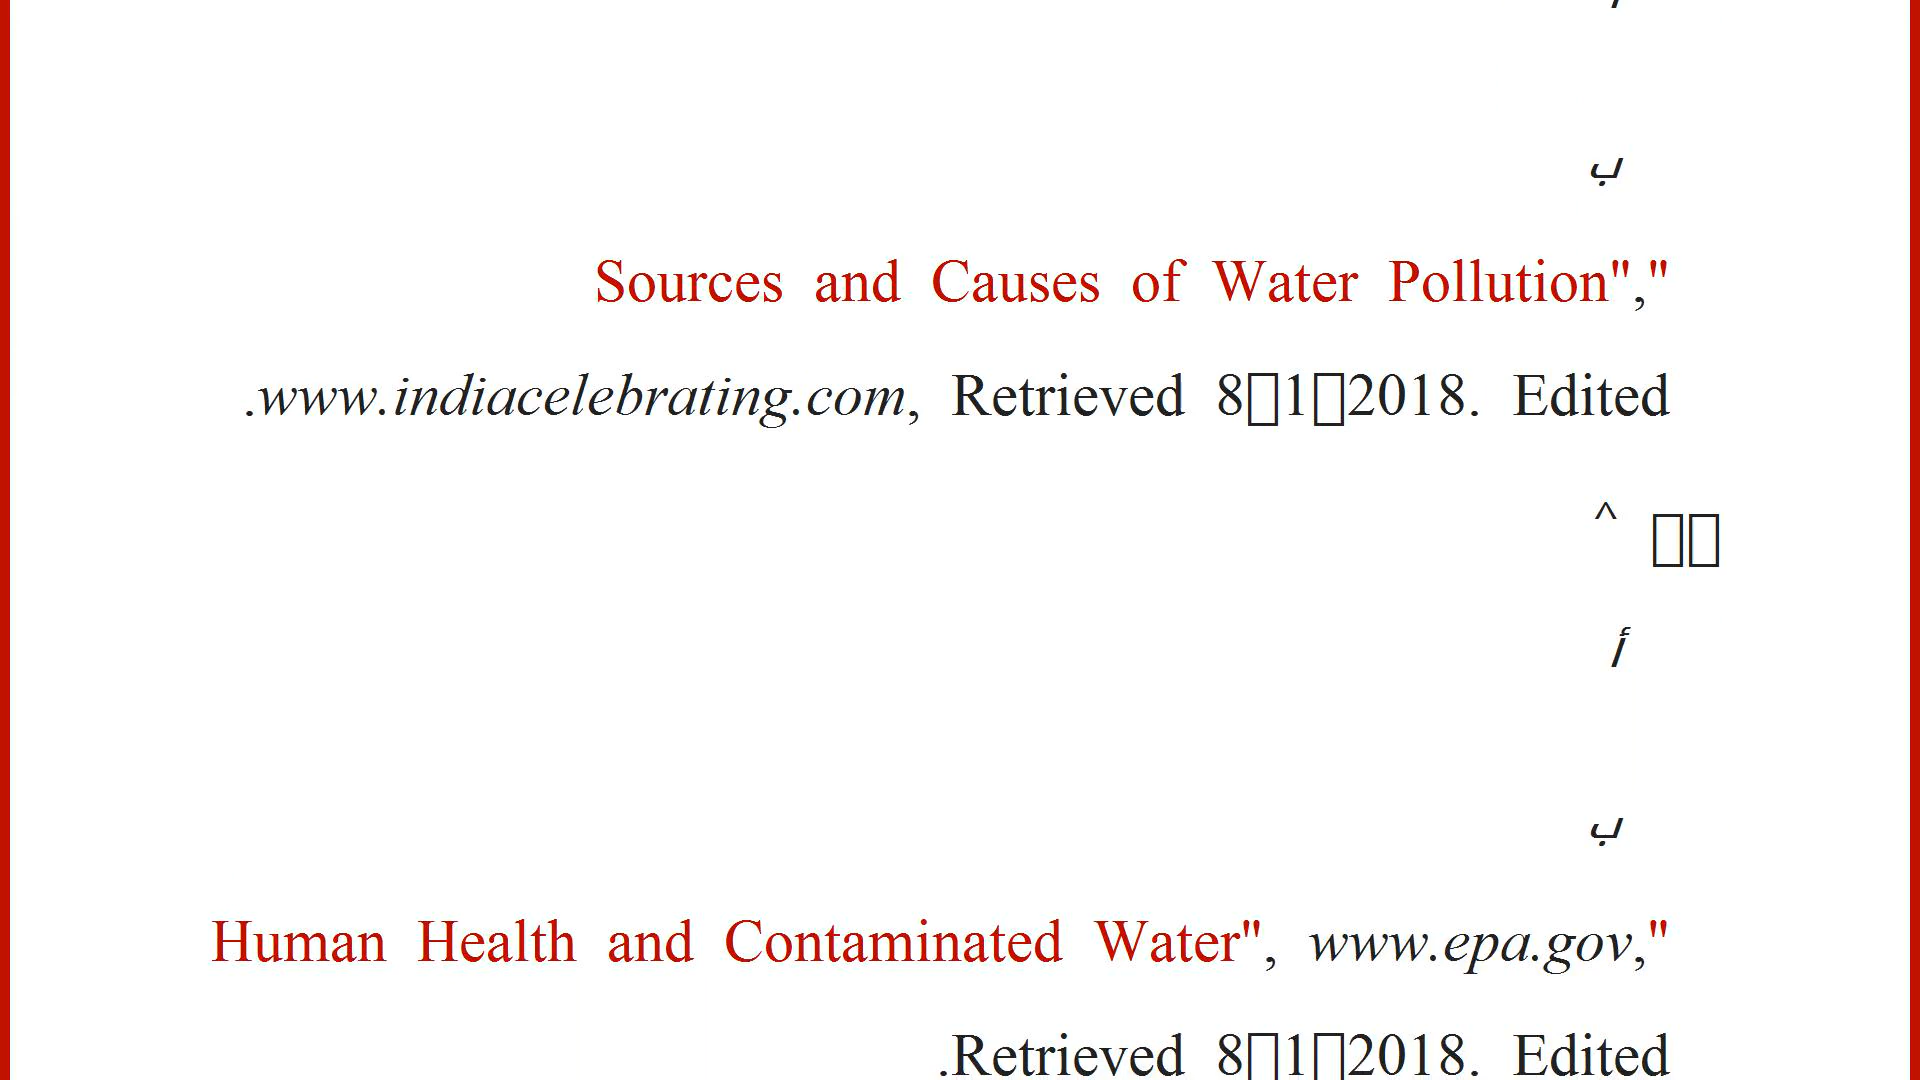 ب
"Sources and Causes of Water Pollution",
www.indiacelebrating.com, Retrieved 8□1□2018. Edited.
□□ ^
أ
ب
"Human Health and Contaminated Water", www.epa.gov,
Retrieved 8□1□2018. Edited.